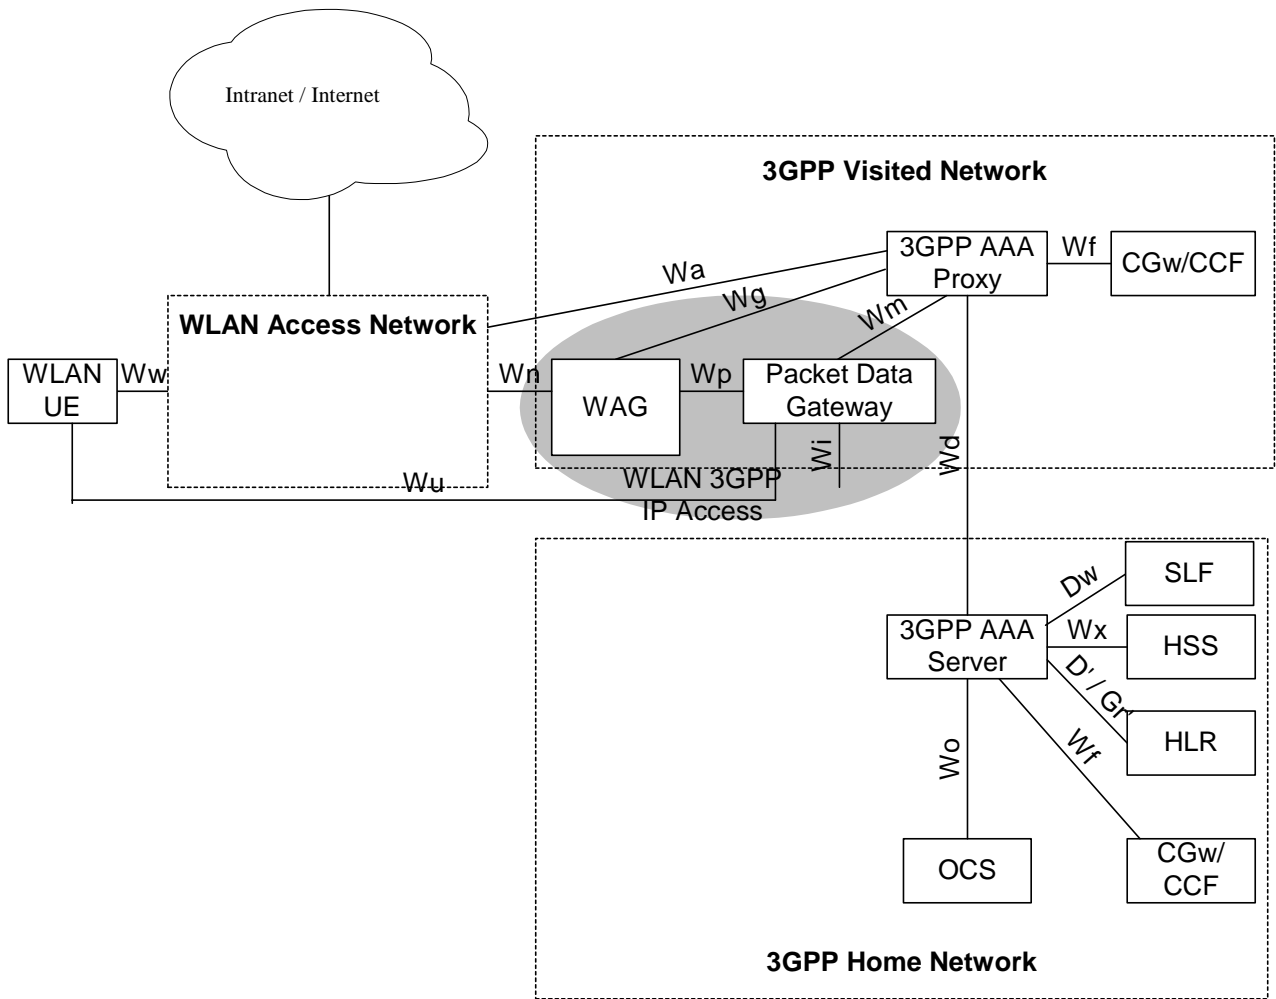 Intranet / Internet
3GPP Visited Network
3GPP AAA
Proxy
Wf
CGw/CCF
Wa
Wg
Wm
WLAN Access Network
WLAN
UE
Ww
Wn
WAG
Wp
Packet Data
Gateway
Wi
Wd
Wu
WLAN 3GPP
IP Access
SLF
Dw
3GPP AAA
Server
Wx
HSS
D' / Gr'
HLR
Wf
Wo
OCS
CGw/
CCF
3GPP Home Network